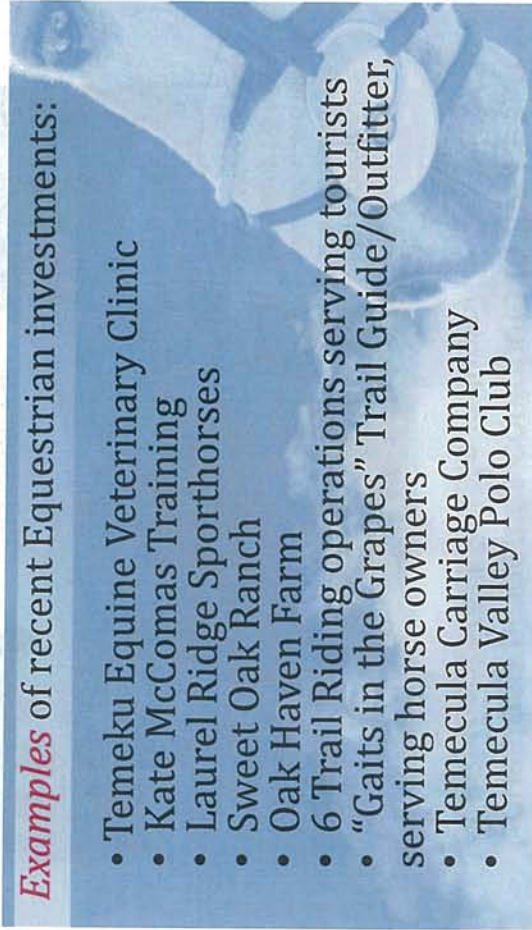 Examples of recent Equestrian investments:
• Temeku Equine Veterinary Clinic
• Kate McComas Training
• Laurel Ridge Sporthorses
• Sweet Oak Ranch
• Oak Haven Farm
• 6 Trail Riding operations serving tourists
• "Gaits in the Grapes" Trail Guide/Outfitter,
serving horse owners
• Temecula Carriage Company
• Temecula Valley Polo Club